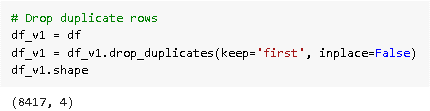 # Drop duplicate rows
df_v1 = df
df_v1 = df_v1.drop_duplicates(keep='first', inplace=False)
df_v1.shape
(8417, 4)